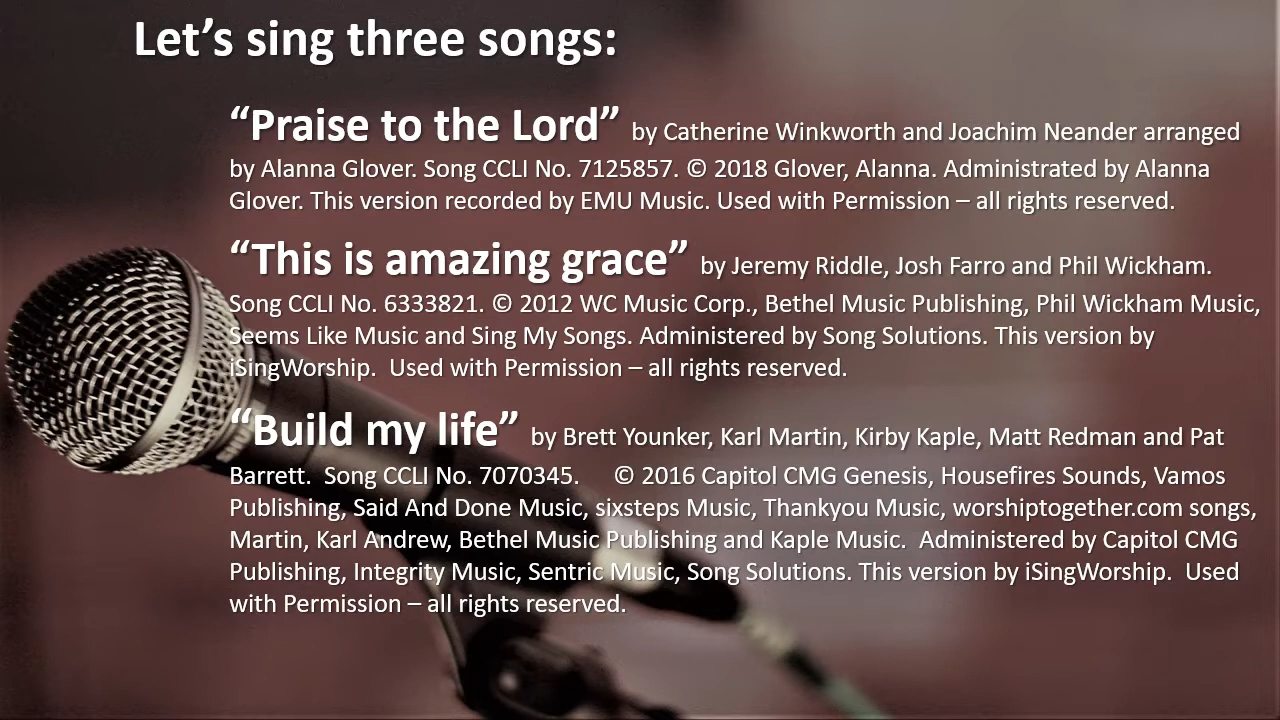 Let’s sing three songs:
“Praise to the Lord” by Catherine Winkworth and Joachim Neander arranged
by Alanna Glover. Song CCLI No. 7125857. © 2018 Glover, Alanna. Administrated by Alanna
Glover. This version recorded by EMU Music. Used with Permission – all rights reserved.
“This is amazing grace” by Jeremy Riddle, Josh Farro and Phil Wickham.
Song CCLI No. 6333821. © 2012 WC Music Corp., Bethel Music Publishing, Phil Wickham Music,
Seems Like Music and Sing My Songs. Administered by Song Solutions. This version by
iSingWorship.  Used with Permission – all rights reserved.
“Build my life” by Brett Younker, Karl Martin, Kirby Kaple, Matt Redman and Pat
Barrett.  Song CCLI No. 7070345.     © 2016 Capitol CMG Genesis, Housefires Sounds, Vamos
Publishing, Said And Done Music, sixsteps Music, Thankyou Music, worshiptogether.com songs,
Martin, Karl Andrew, Bethel Music Publishing and Kaple Music.  Administered by Capitol CMG
Publishing, Integrity Music, Sentric Music, Song Solutions. This version by iSingWorship.  Used
with Permission – all rights reserved.